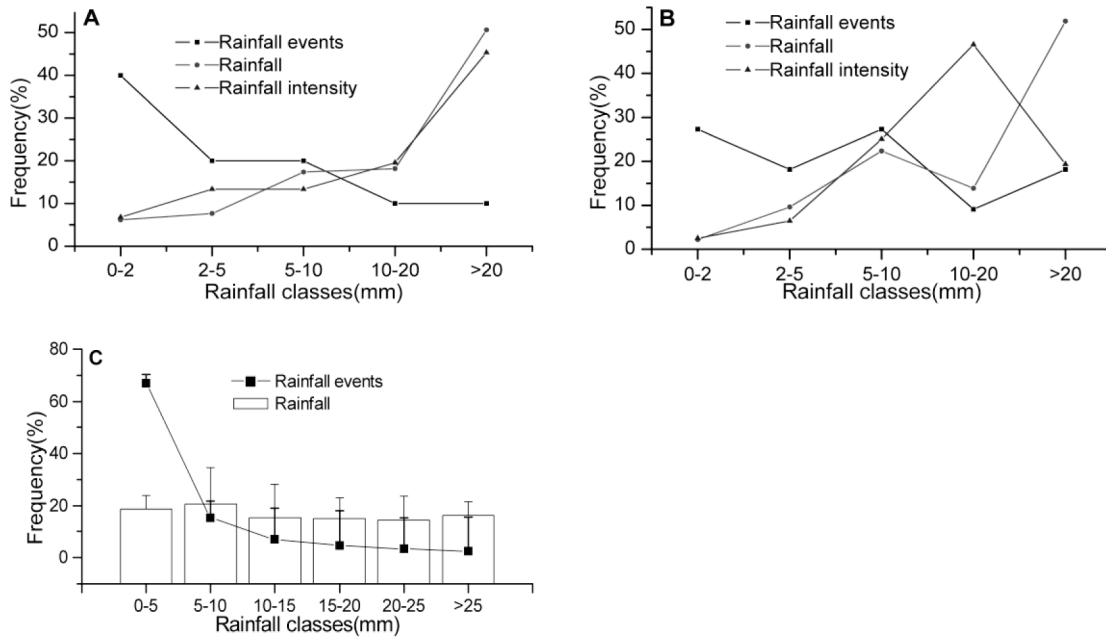 A
Rainfall events
Rainfall
Rainfall intensity
Frequency(%)
50
40
30
20
10
0
0-2 2-5 5-10 10-20 >20
Rainfall classes(mm)
B
Rainfall events
Rainfall
Rainfall intensity
Frequency(%)
50
40
30
20
10
0
0-2 2-5 5-10 10-20 >20
Rainfall classes(mm)
C
Rainfall events
Rainfall
Frequency(%)
80
60
40
20
0
0-5 5-10 10-15 15-20 20-25 >25
Rainfall classes(mm)